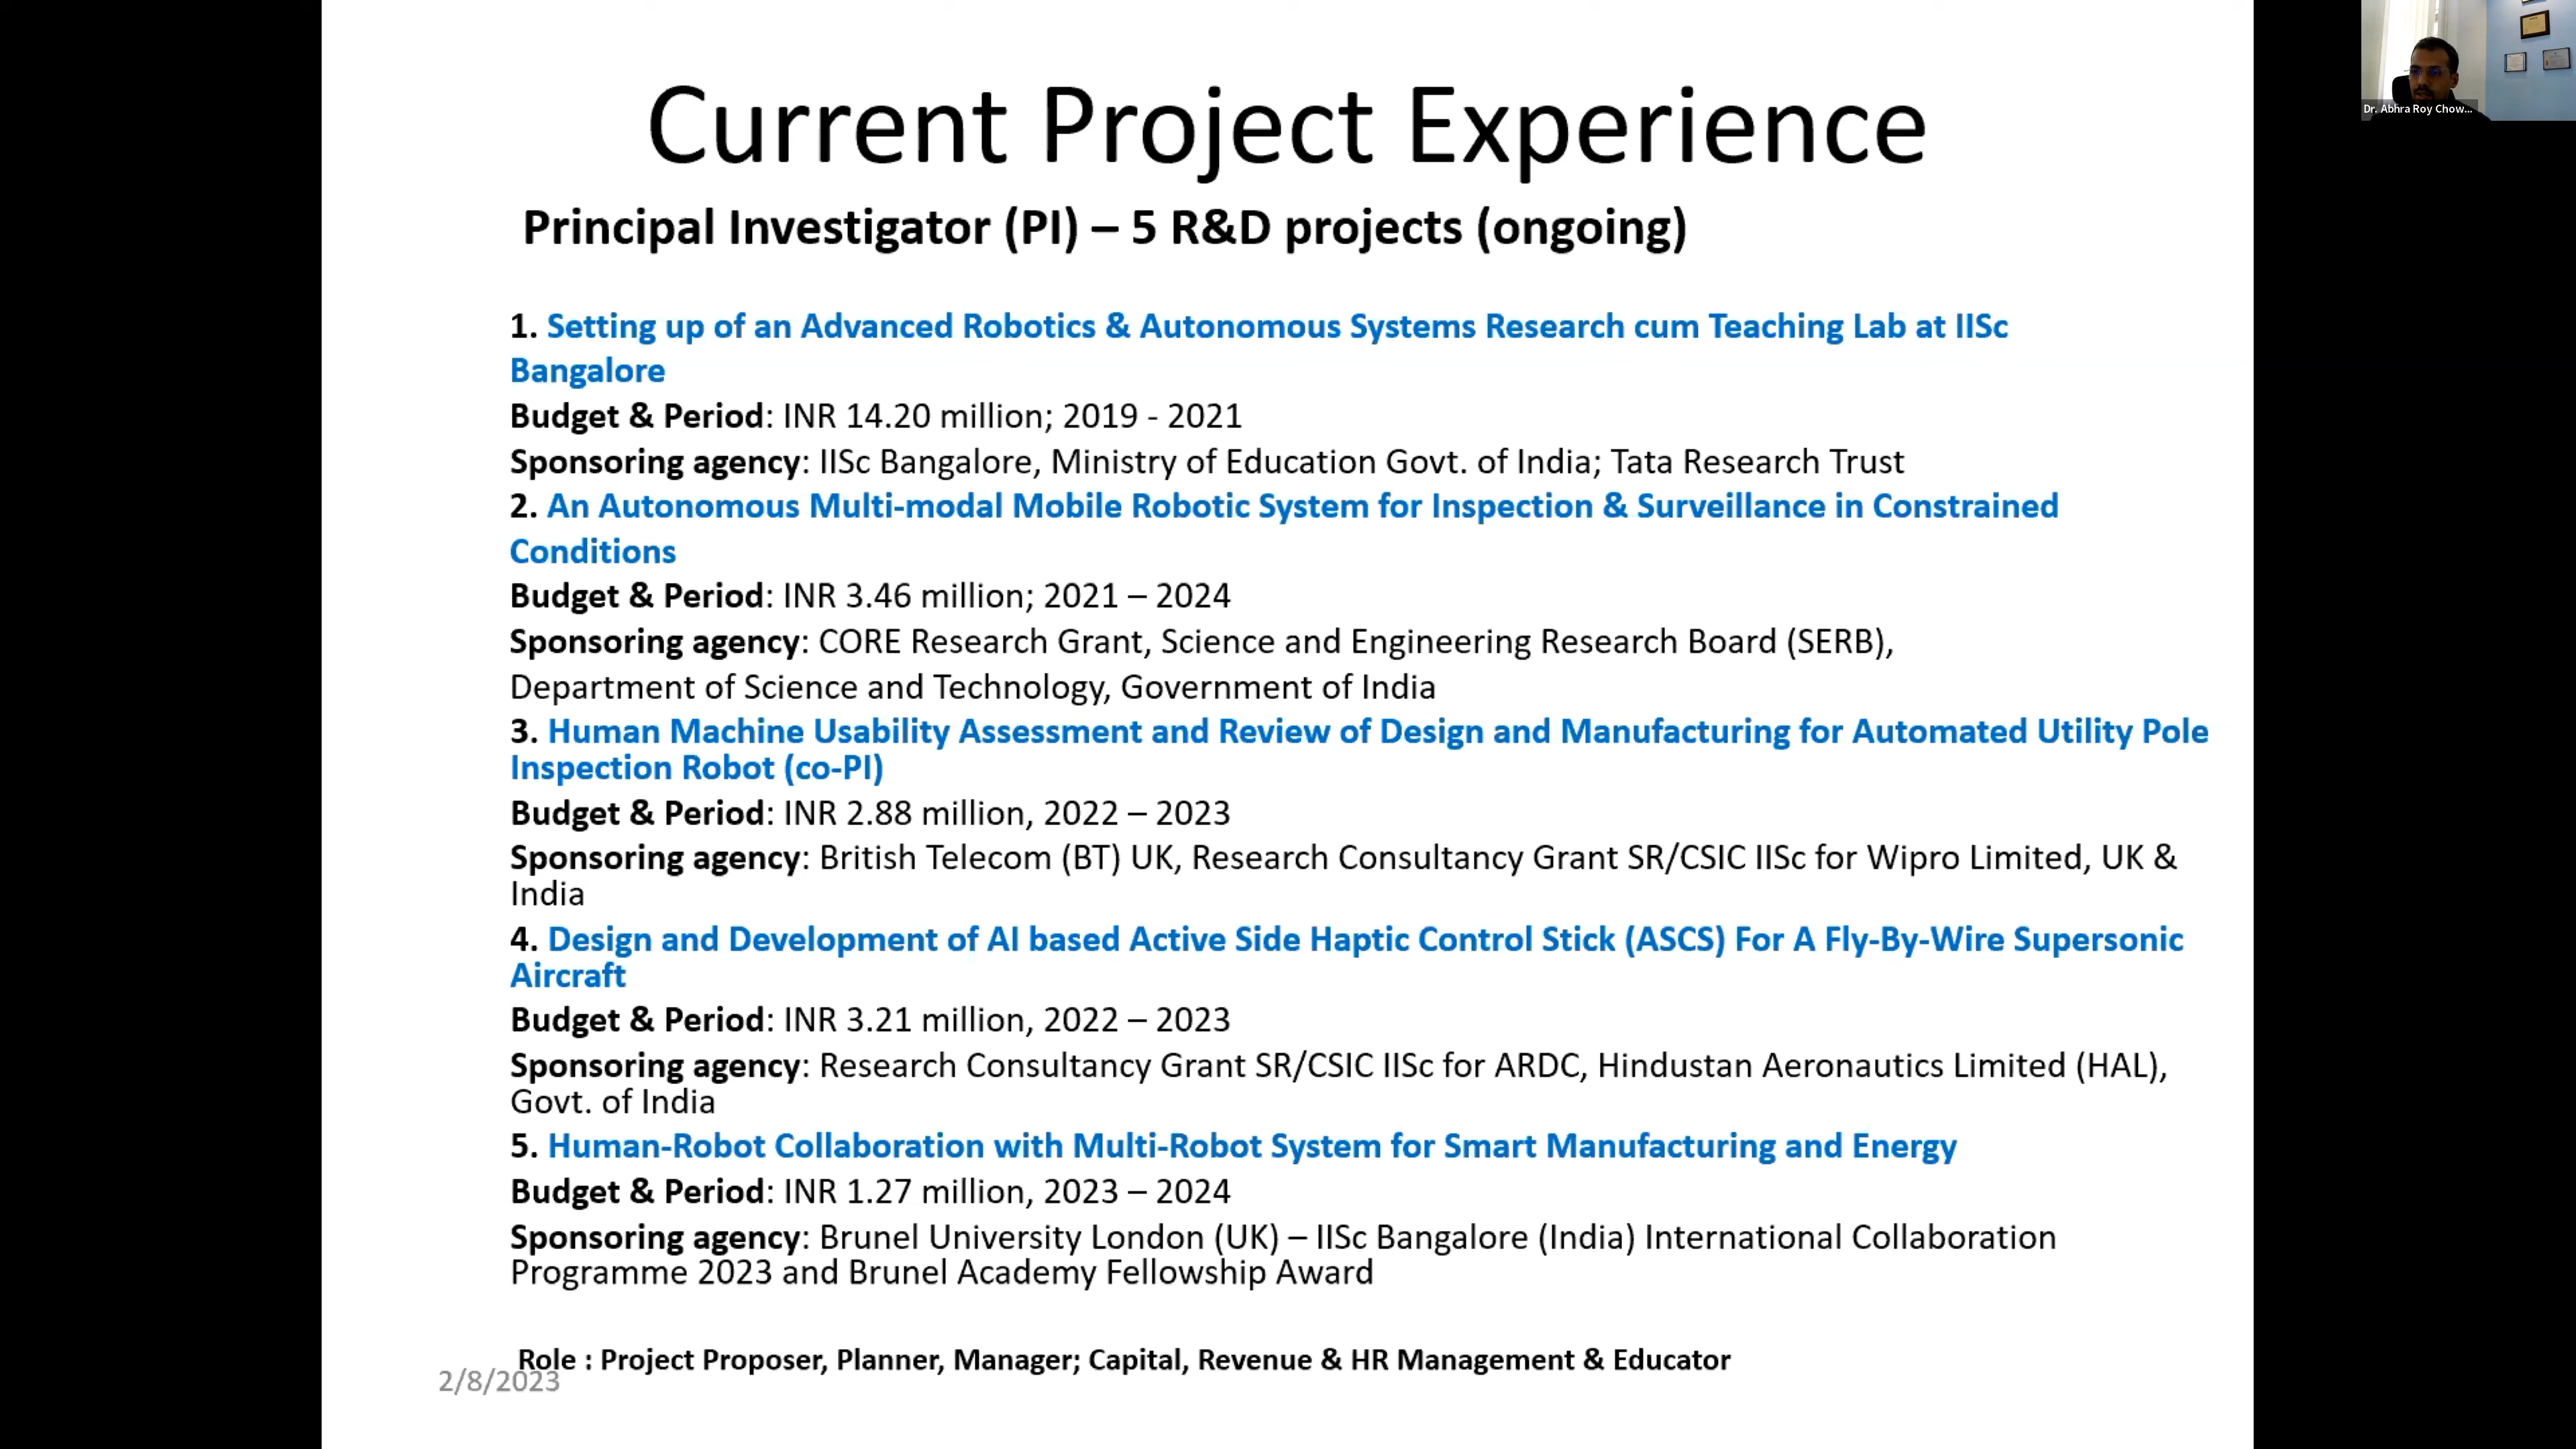 Current Project Experience
Principal Investigator (PI) – 5 R&D projects (ongoing)
1. Setting up of an Advanced Robotics & Autonomous Systems Research cum Teaching Lab at IISc
Bangalore
Budget & Period: INR 14.20 million; 2019 - 2021
Sponsoring agency: IISc Bangalore, Ministry of Education Govt. of India; Tata Research Trust
2. An Autonomous Multi-modal Mobile Robotic System for Inspection & Surveillance in Constrained
Conditions
Budget & Period: INR 3.46 million; 2021 – 2024
Sponsoring agency: CORE Research Grant, Science and Engineering Research Board (SERB),
Department of Science and Technology, Government of India
3. Human Machine Usability Assessment and Review of Design and Manufacturing for Automated Utility Pole
Inspection Robot (co-PI)
Budget & Period: INR 2.88 million, 2022 – 2023
Sponsoring agency: British Telecom (BT) UK, Research Consultancy Grant SR/CSIC IISc for Wipro Limited, UK &
India
4. Design and Development of AI based Active Side Haptic Control Stick (ASCS) For A Fly-By-Wire Supersonic
Aircraft
Budget & Period: INR 3.21 million, 2022 – 2023
Sponsoring agency: Research Consultancy Grant SR/CSIC IISc for ARDC, Hindustan Aeronautics Limited (HAL),
Govt. of India
5. Human-Robot Collaboration with Multi-Robot System for Smart Manufacturing and Energy
Budget & Period: INR 1.27 million, 2023 – 2024
Sponsoring agency: Brunel University London (UK) – IISc Bangalore (India) International Collaboration
Programme 2023 and Brunel Academy Fellowship Award
Role : Project Proposer, Planner, Manager; Capital, Revenue & HR Management & Educator
2/8/2023
Dr. Abhra Roy Chow...